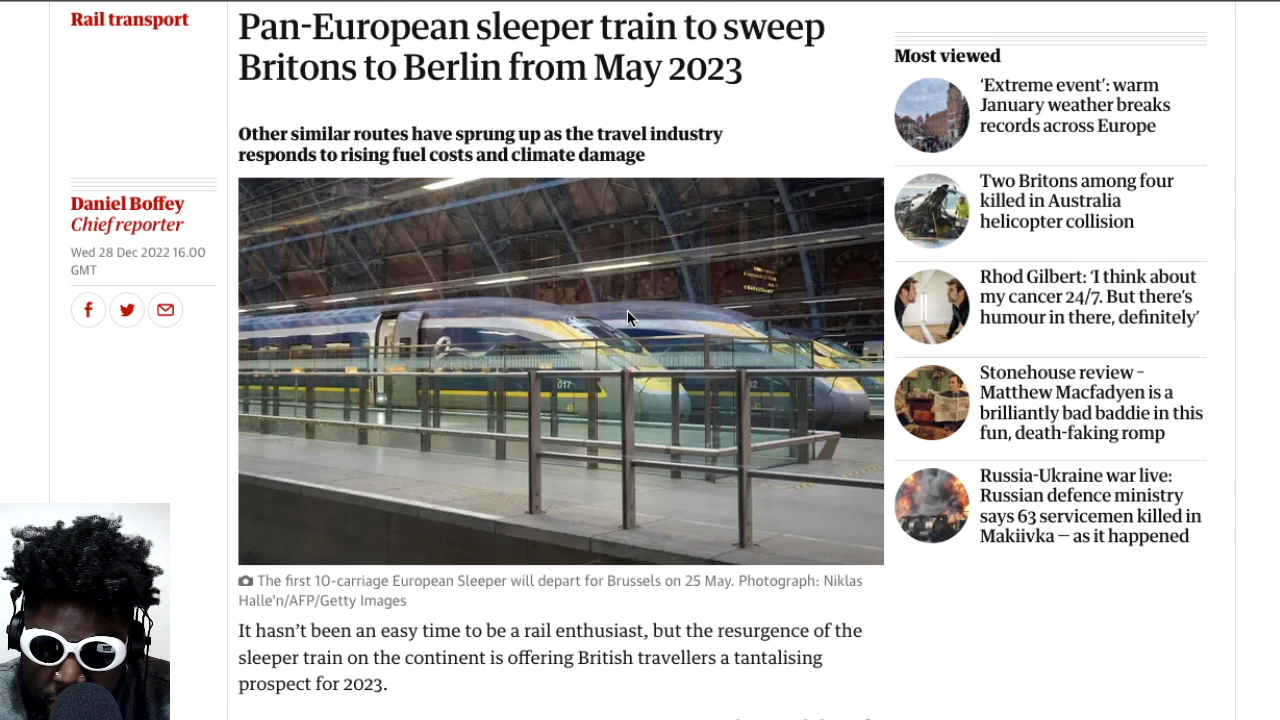 Rail transport
Pan-European sleeper train to sweep
Britons to Berlin from May 2023
Other similar routes have sprung up as the travel industry
responds to rising fuel costs and climate damage
Daniel Boffey
Chief reporter
Wed 28 Dec 2022 16.00
GMT
017
The first 10-carriage European Sleeper will depart for Brussels on 25 May. Photograph: Niklas
Halle'n/AFP/Getty Images
It hasn’t been an easy time to be a rail enthusiast, but the resurgence of the
sleeper train on the continent is offering British travellers a tantalising
prospect for 2023.
Most viewed
‘Extreme event’: warm
January weather breaks
records across Europe
Two Britons among four
killed in Australia
helicopter collision
Rhod Gilbert: ‘I think about
my cancer 24/7. But there’s
humour in there, definitely’
Stonehouse review –
Matthew Macfadyen is a
brilliantly bad baddie in this
fun, death-faking romp
Russia-Ukraine war live:
Russian defence ministry
says 63 servicemen killed in
Makiivka – as it happened